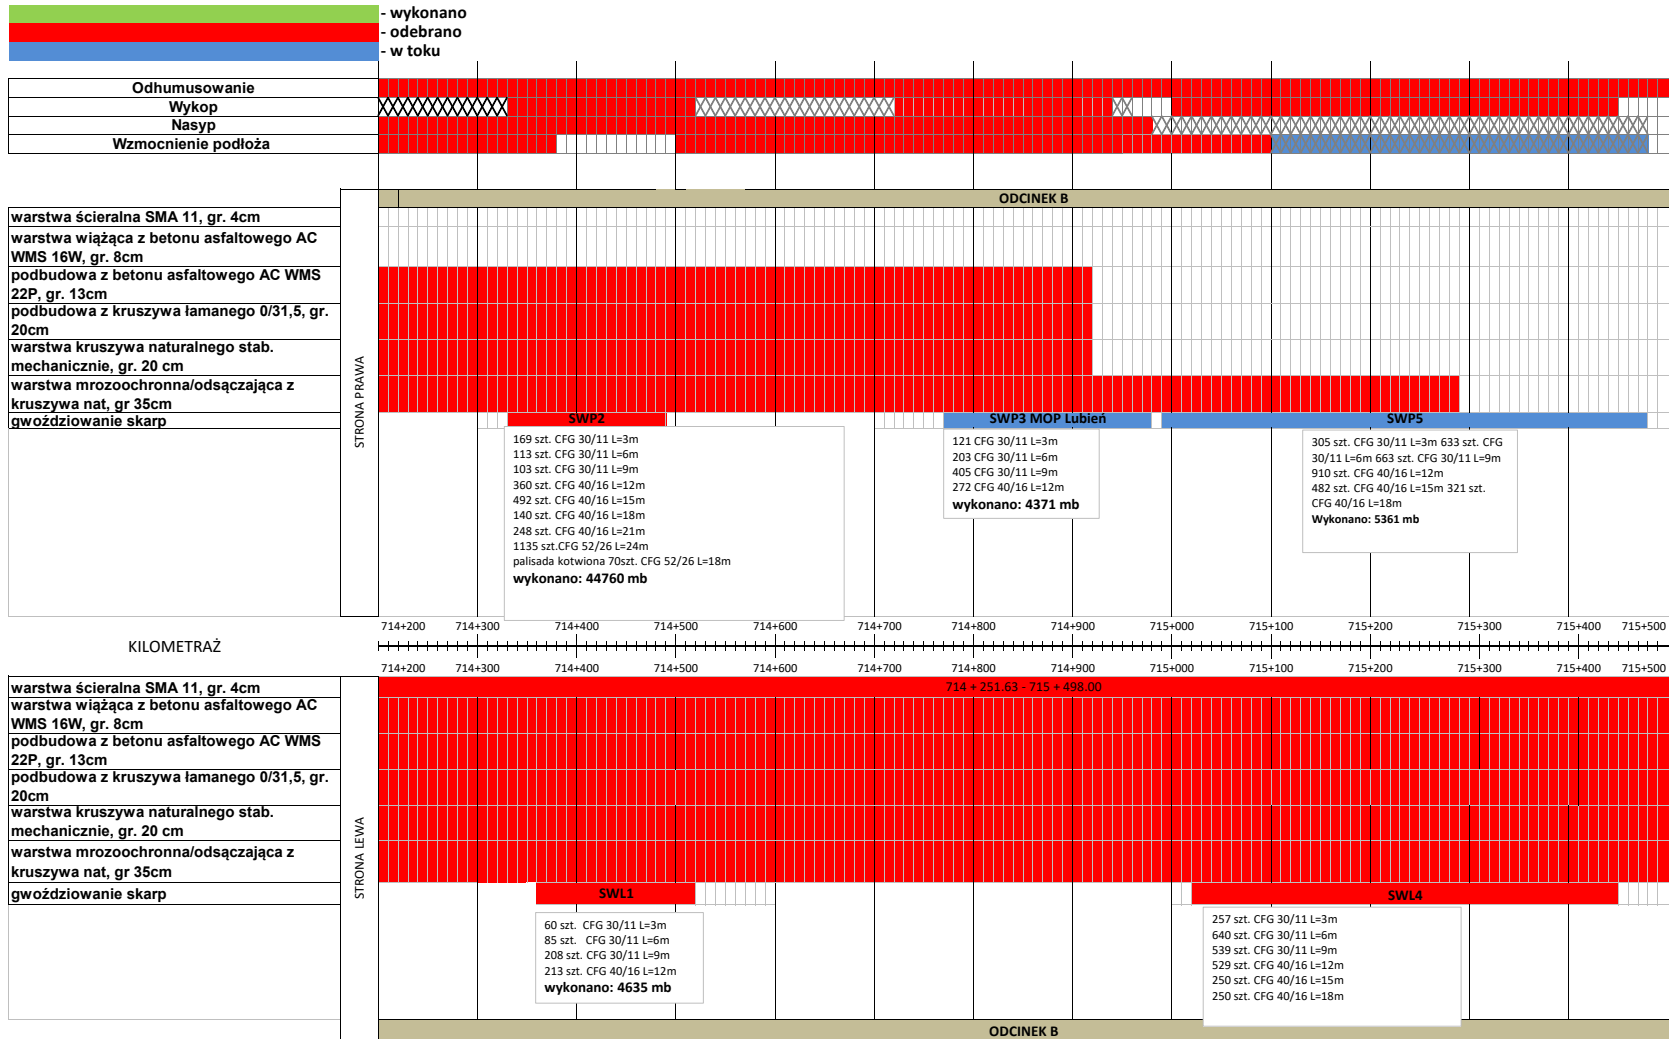 - wykonano
- odebrano
- w toku
Odhumusowanie
Wykop
Nasyp
Wzmocnienie podłoża
ODCINEK B
STRONA PRAWA
warstwa ścieralna SMA 11, gr. 4cm
warstwa wiążąca z betonu asfaltowego AC
WMS 16W, gr. 8cm
podbudowa z betonu asfaltowego AC WMS
22P, gr. 13cm
podbudowa z kruszywa łamanego 0/31,5, gr.
20cm
warstwa kruszywa naturalnego stab.
mechanicznie, gr. 20 cm
warstwa mrozoochronna/odsączająca z
kruszywa nat, gr 35cm
gwoździowanie skarp
SWP2
SWP3 MOP Lubień
SWP5
169 szt. CFG 30/11 L=3m
113 szt. CFG 30/11 L=6m
103 szt. CFG 30/11 L=9m
360 szt. CFG 40/16 L=12m
492 szt. CFG 40/16 L=15m
140 szt. CFG 40/16 L=18m
248 szt. CFG 40/16 L=21m
1135 szt.CFG 52/26 L=24m
palisada kotwiona 70szt. CFG 52/26 L=18m
wykonano: 44760 mb
121 CFG 30/11 L=3m
203 CFG 30/11 L=6m
405 CFG 30/11 L=9m
272 CFG 40/16 L=12m
wykonano: 4371 mb
305 szt. CFG 30/11 L=3m 633 szt. CFG
30/11 L=6m 663 szt. CFG 30/11 L=9m
910 szt. CFG 40/16 L=12m
482 szt. CFG 40/16 L=15m 321 szt.
CFG 40/16 L=18m
Wykonano: 5361 mb
714+200 714+300 714+400 714+500 714+600 714+700 714+800 714+900 715+000 715+100 715+200 715+300 715+400 715+500
KILOMETRAŻ
714+200 714+300 714+400 714+500 714+600 714+700 714+800 714+900 715+000 715+100 715+200 715+300 715+400 715+500
STRONA LEWA
warstwa ścieralna SMA 11, gr. 4cm
714 + 251.63 - 715 + 498.00
warstwa wiążąca z betonu asfaltowego AC
WMS 16W, gr. 8cm
podbudowa z betonu asfaltowego AC WMS
22P, gr. 13cm
podbudowa z kruszywa łamanego 0/31,5, gr.
20cm
warstwa kruszywa naturalnego stab.
mechanicznie, gr. 20 cm
warstwa mrozoochronna/odsączająca z
kruszywa nat, gr 35cm
gwoździowanie skarp
SWL1
SWL4
60 szt. CFG 30/11 L=3m
85 szt. CFG 30/11 L=6m
208 szt. CFG 30/11 L=9m
213 szt. CFG 40/16 L=12m
wykonano: 4635 mb
257 szt. CFG 30/11 L=3m
640 szt. CFG 30/11 L=6m
539 szt. CFG 30/11 L=9m
529 szt. CFG 40/16 L=12m
250 szt. CFG 40/16 L=15m
250 szt. CFG 40/16 L=18m
ODCINEK B